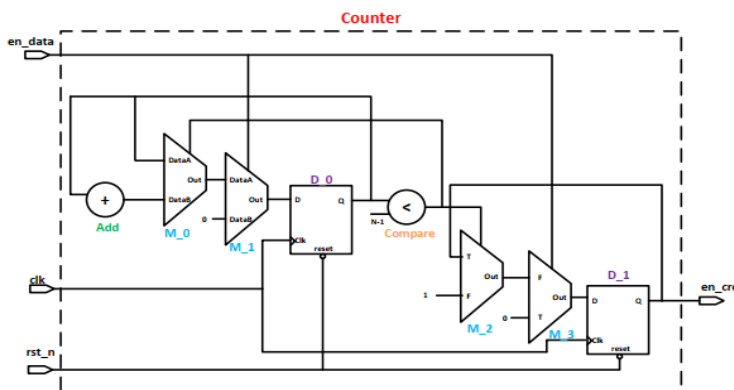 Counter
en_data
D_0
DataA
Out
DataA
DataB
Out
D
Q
+
<
0
DataB
N-1
Add
M_0
M_1
Compare
Clk
reset
T
Out
F
D_1
clk
1
F
Out
D
Q
M_2
0
T
M_3
Clk
rst_n
reset